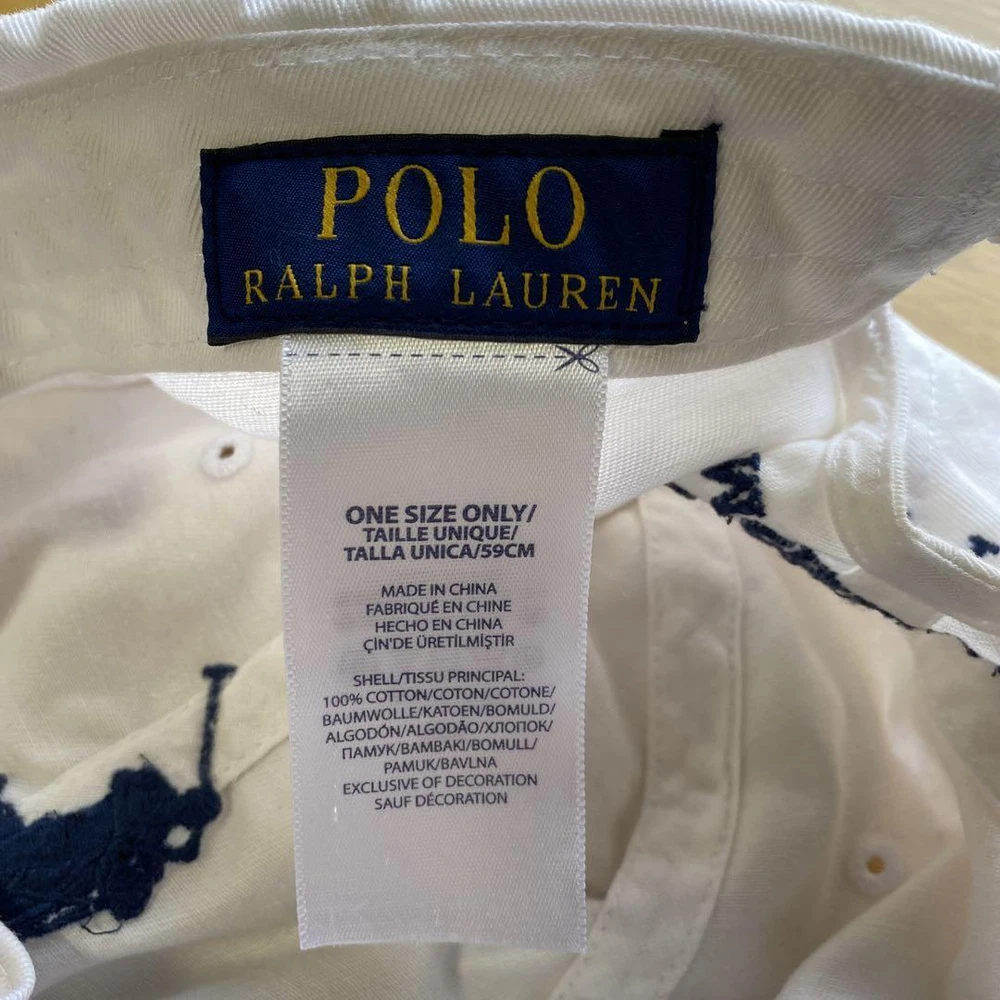 POLO
RALPH LAUREN
ONE SIZE ONLY/
TAILLE UNIQUE/
TALLA UNICA/59CM
MADE IN CHINA
FABRIQUÉ EN CHINE
HECHO EN CHINA
ÇIN'DE ÜRETILMIŞTIR
SHELL/TISSU PRINCIPAL:
100% COTTON/COTON/COTONE/
BAUMWOLLE/KATOEN/BOMULD/
ALGODÓN/ALGODÃO/ХЛОПОК/
ПАМУК/BAMBAKI/BOMULL/
PAMUK/BAVLNA
EXCLUSIVE OF DECORATION
SAUF DÉCORATION